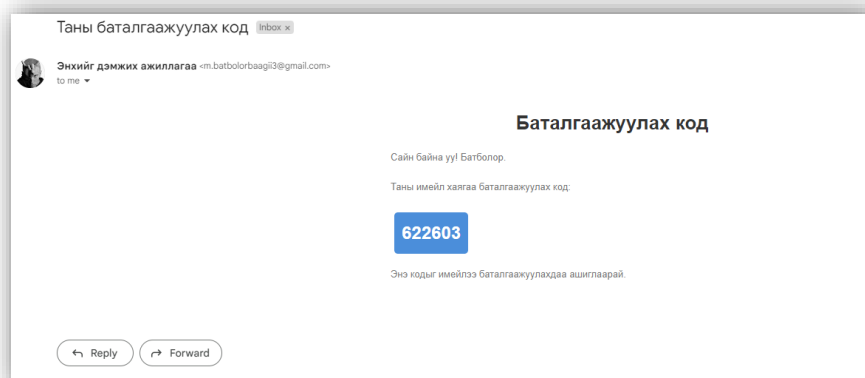 Таны баталгаажуулах код Inbox ×
Энхийг дэмжих ажиллагаа <m.batbolorbaagii3@gmail.com>
to me
Баталгаажуулах код
Сайн байна уу! Батболор.
Таны имейл хаягаа баталгаажуулах код:
622603
Энэ кодыг имейлээ баталгаажуулахдаа ашиглаарай.
Reply Forward